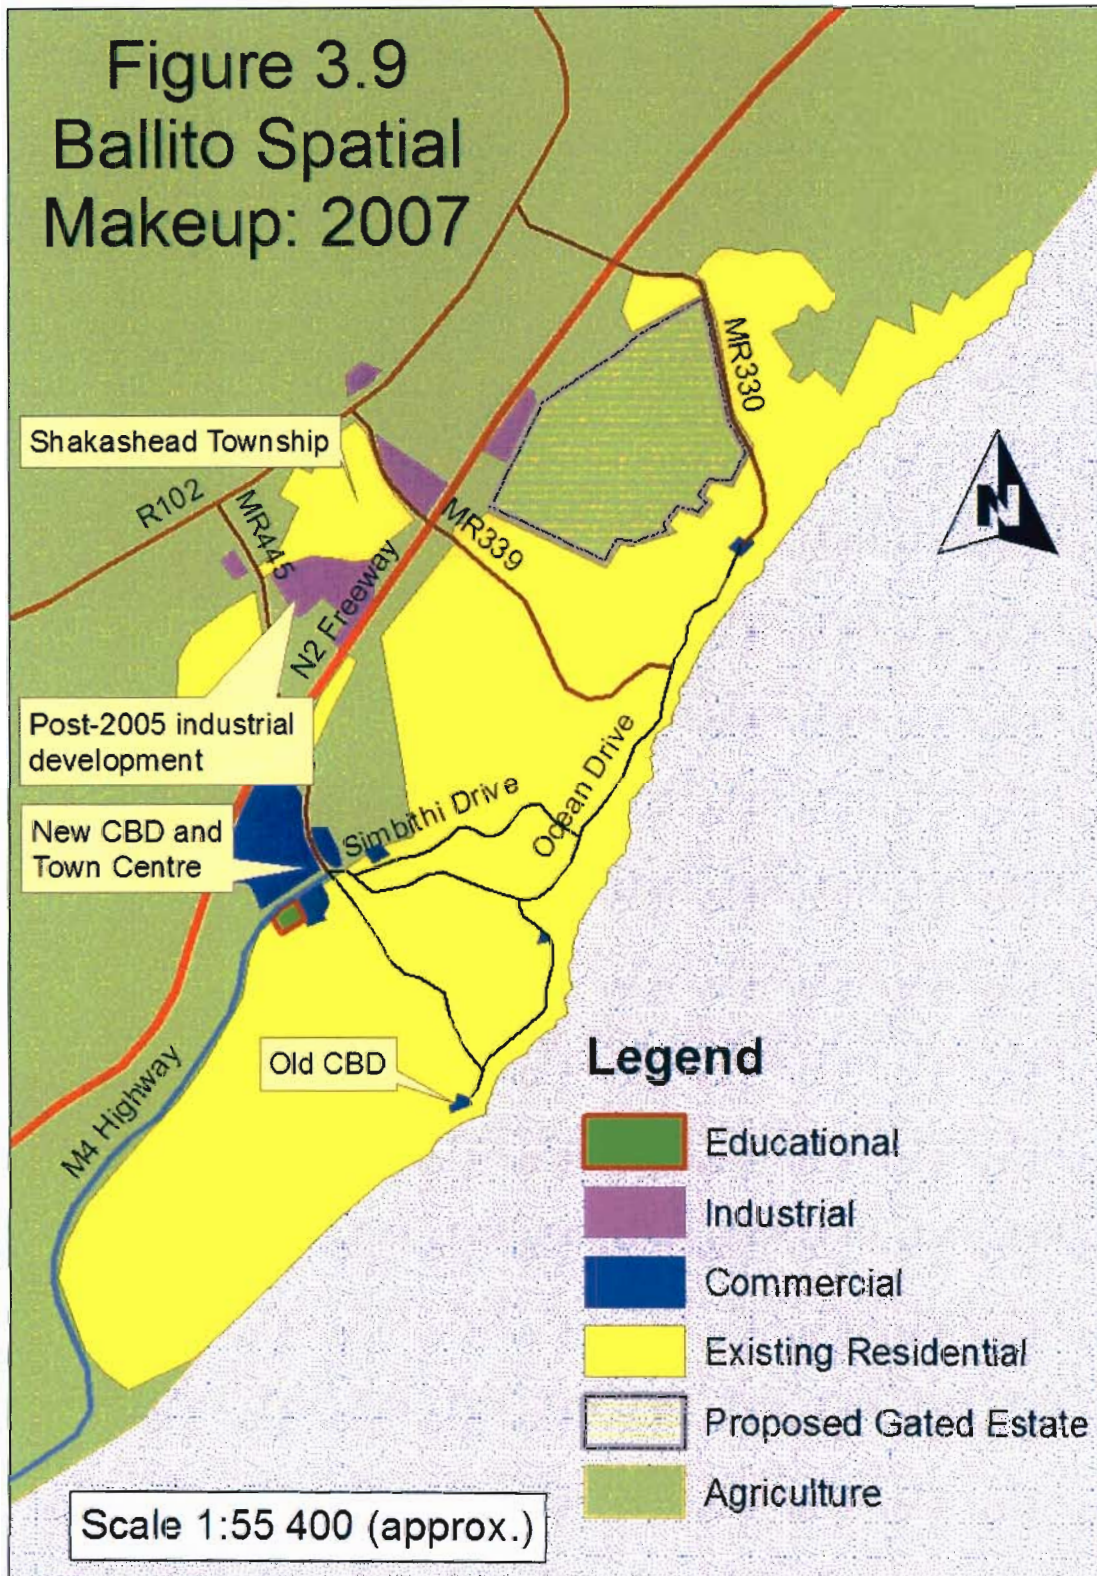 Figure 3.9
Ballito Spatial
Makeup: 2007
MR330
Shakashead Township
R102
MR445
MR339
N
N2 Freeway
Post-2005 industrial
development
Ocean Drive
Simbithi Drive
New CBD and
Town Centre
Old CBD
M4 Highway
Legend
Educational
Industrial
Commercial
Existing Residential
Proposed Gated Estate
Agriculture
Scale 1:55 400 (approx.)